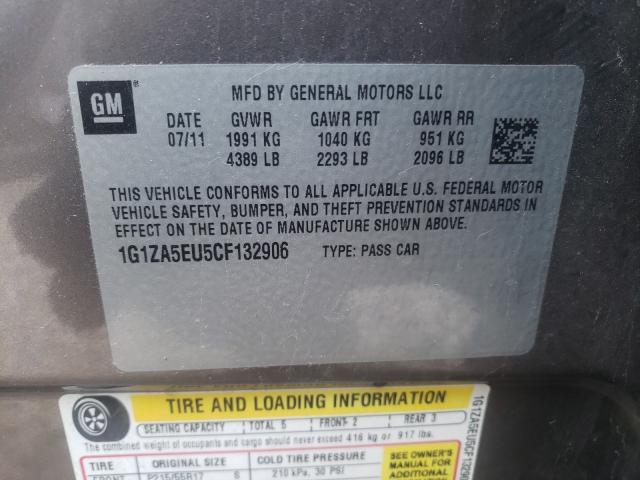 GM
MFD BY GENERAL MOTORS LLC
DATE GVWR GAWR FRT GAWR RR
07/11 1991 KG 1040 KG 951 KG
4389 LB 2293 LB 2096 LB
THIS VEHICLE CONFORMS TO ALL APPLICABLE U.S. FEDERAL MOTOR
VEHICLE SAFETY, BUMPER, AND THEFT PREVENTION STANDARDS IN
EFFECT ON THE DATE OF MANUFACTURE SHOWN ABOVE.
1G1ZA5EU5CF132906 TYPE: PASS CAR
TIRE AND LOADING INFORMATION
SEATING CAPACITY TOTAL 5 FRONT 2 REAR 3
The combined weight of occupants and cargo should never exceed 416 kg or 917 lbs.
TIRE ORIGINAL SIZE COLD TIRE PRESSURE
FRONT P215/55R17 S 210 kPa, 30 PSI
SEE OWNER'S
MANUAL FOR
ADDITIONAL
1G1ZA5EU5CF13290